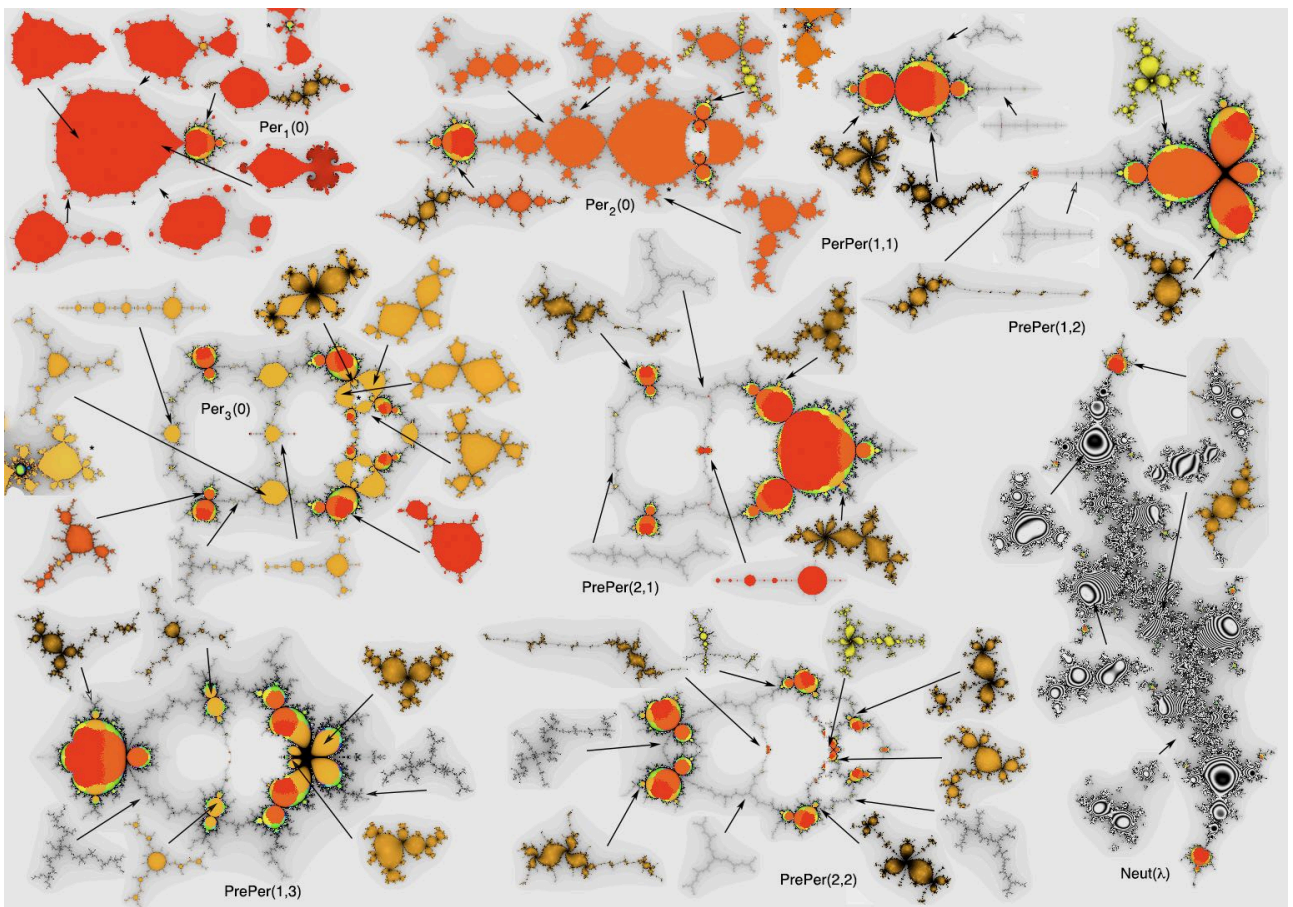 Per1(0)
Per2(0)
PerPer(1,1)
PrePer(1,2)
Per3(0)
PrePer(2,1)
PrePer(1,3)
PrePer(2,2)
Neut(λ)
*
*
*
*
*
*